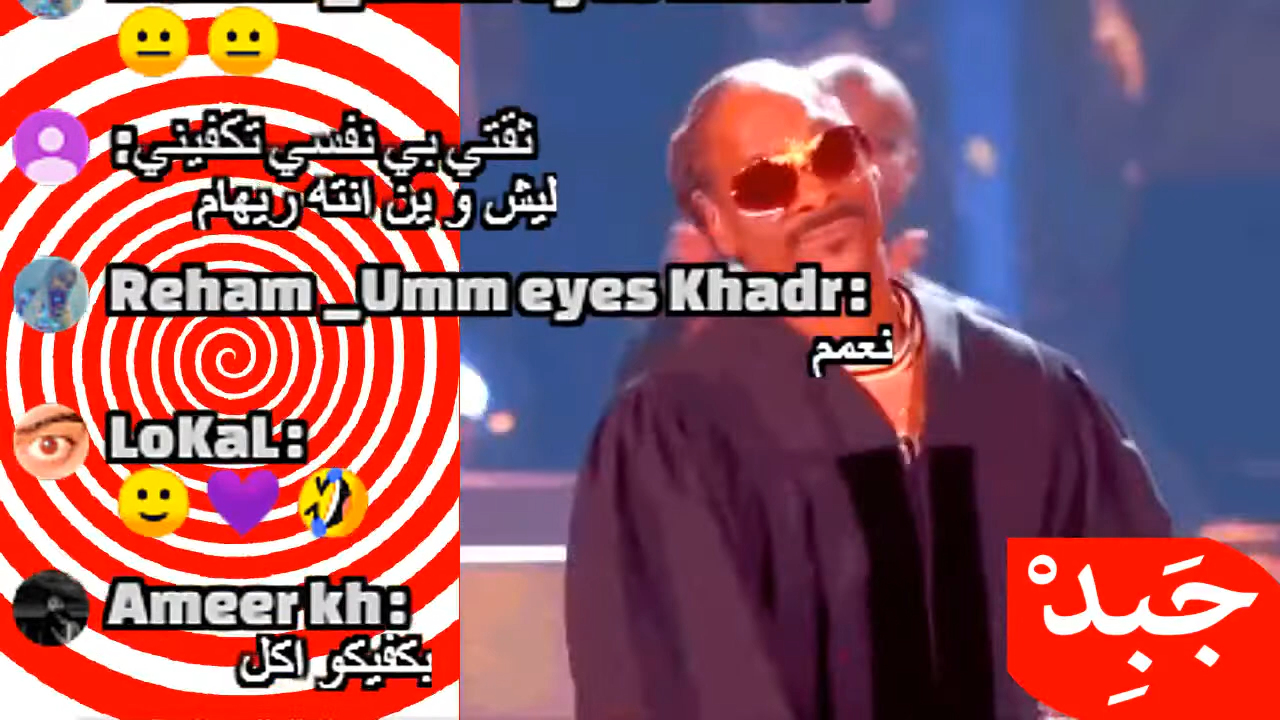 😐 😐
ثقتي بي نفسي تكفيني:
ليش و ين انته ريهام
Reham _Umm eyes Khadr:
نعمم
LoKaL:
🙂 💜 🤣
Ameer kh:
بكفيكو اكل
جَبِدْ